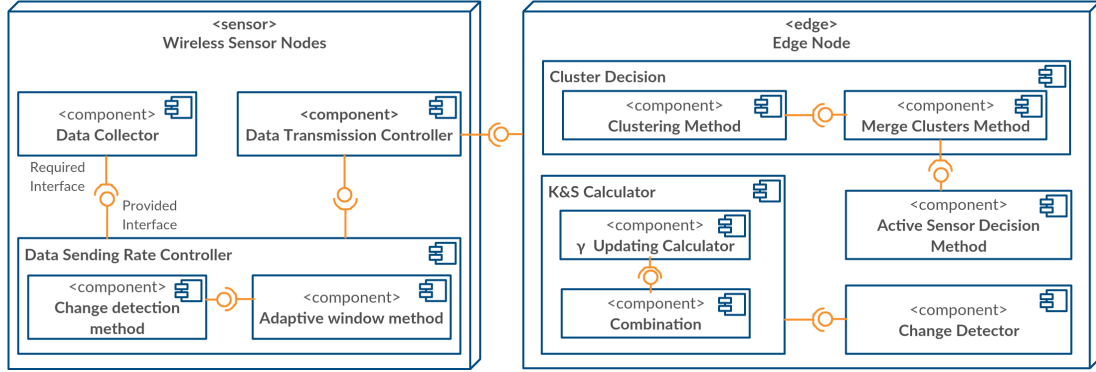 <sensor>
Wireless Sensor Nodes
<component>
Data Collector
<component>
Data Transmission Controller
Required
Interface
Provided
Interface
Data Sending Rate Controller
<component>
Change detection
method
<component>
Adaptive window method
<edge>
Edge Node
Cluster Decision
<component>
Clustering Method
<component>
Merge Clusters Method
K&S Calculator
<component>
γ Updating Calculator
<component>
Combination
<component>
Active Sensor Decision
Method
<component>
Change Detector